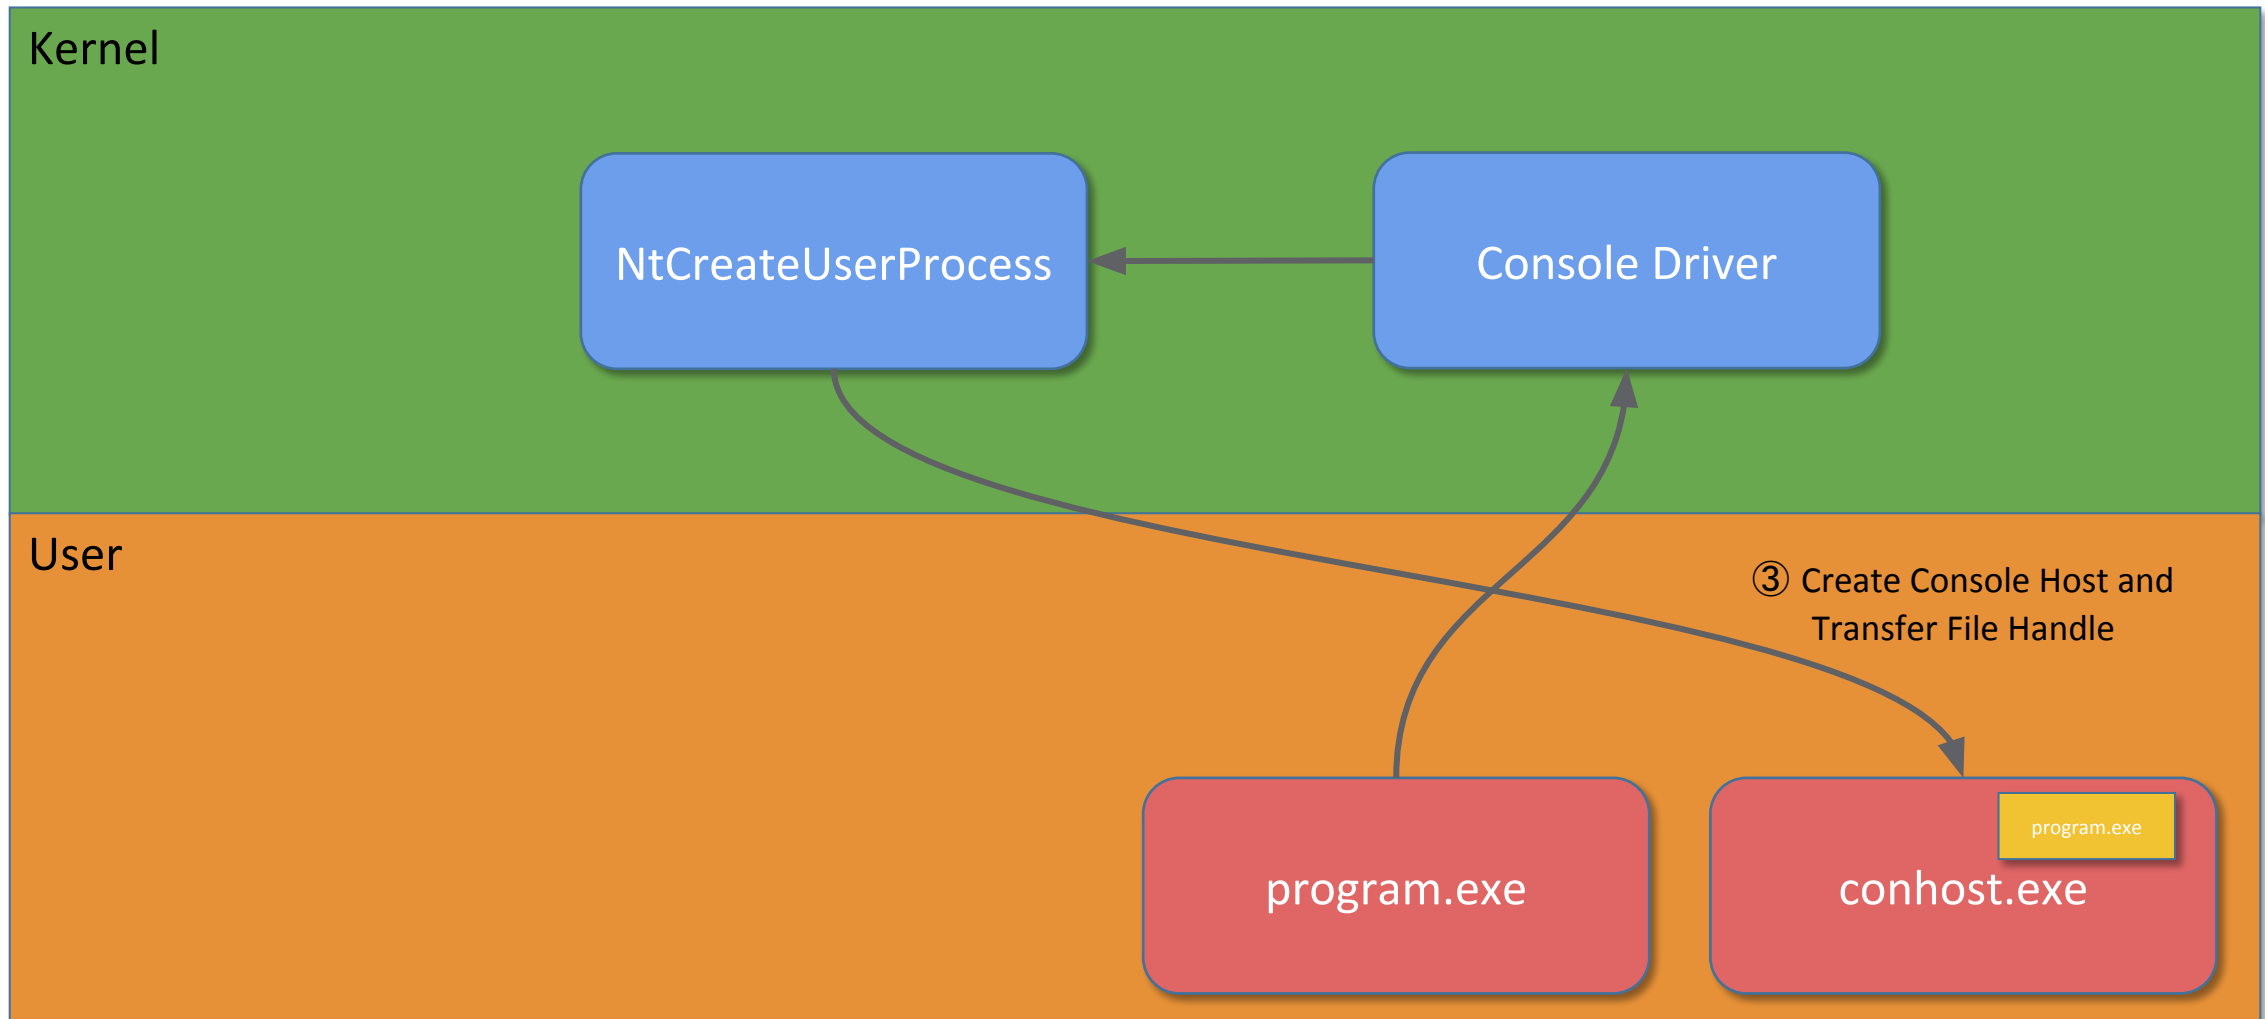 Kernel
NtCreateUserProcess
Console Driver
User
③ Create Console Host and
Transfer File Handle
program.exe
program.exe
conhost.exe